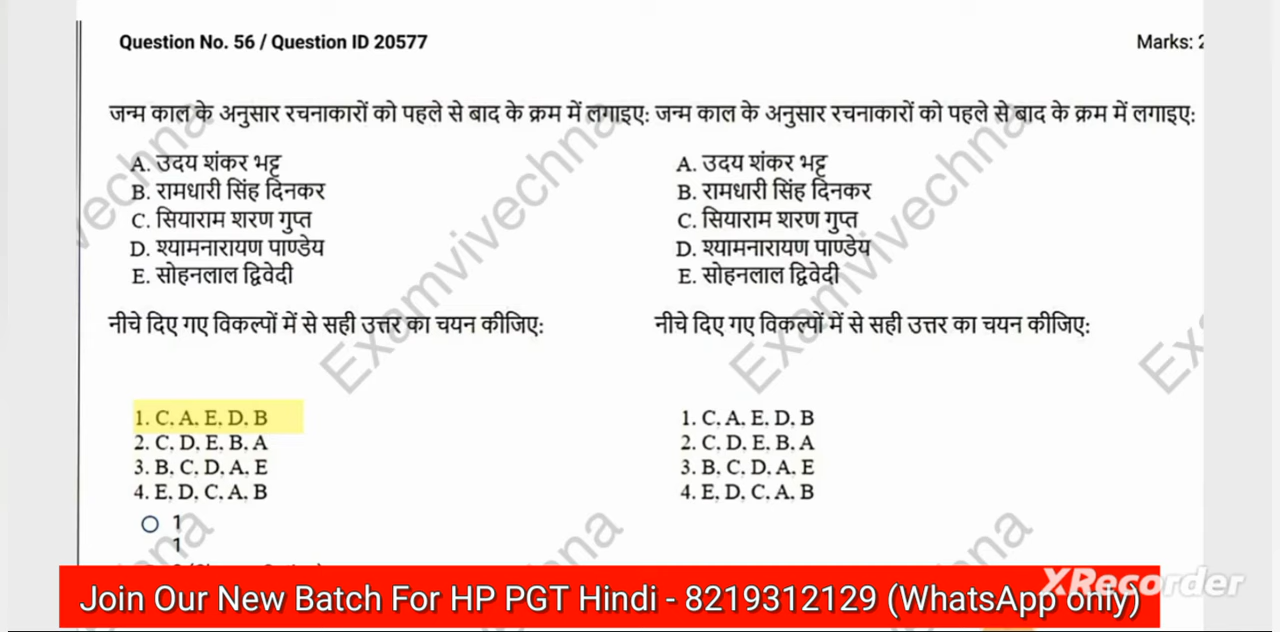 Question No. 56 / Question ID 20577
Marks: 2
जन्म काल के अनुसार रचनाकारों को पहले से बाद के क्रम में लगाइए: जन्म काल के अनुसार रचनाकारों को पहले से बाद के क्रम में लगाइए:
A. उदय शंकर भट्ट
B. रामधारी सिंह दिनकर
C. सियाराम शरण गुप्त
D. श्यामनारायण पाण्डेय
E. सोहनलाल द्विवेदी
A. उदय शंकर भट्ट
B. रामधारी सिंह दिनकर
C. सियाराम शरण गुप्त
D. श्यामनारायण पाण्डेय
E. सोहनलाल द्विवेदी
नीचे दिए गए विकल्पों में से सही उत्तर का चयन कीजिए:
नीचे दिए गए विकल्पों में से सही उत्तर का चयन कीजिए:
1. C, A, E, D, B
2. C, D, E, B, A
3. B, C, D, A, E
4. E, D, C, A, B
1. C, A, E, D, B
2. C, D, E, B, A
3. B, C, D, A, E
4. E, D, C, A, B
1
1
Examvivechna
Examvivechna
Join Our New Batch For HP PGT Hindi - 8219312129 (WhatsApp only)
XRecorder